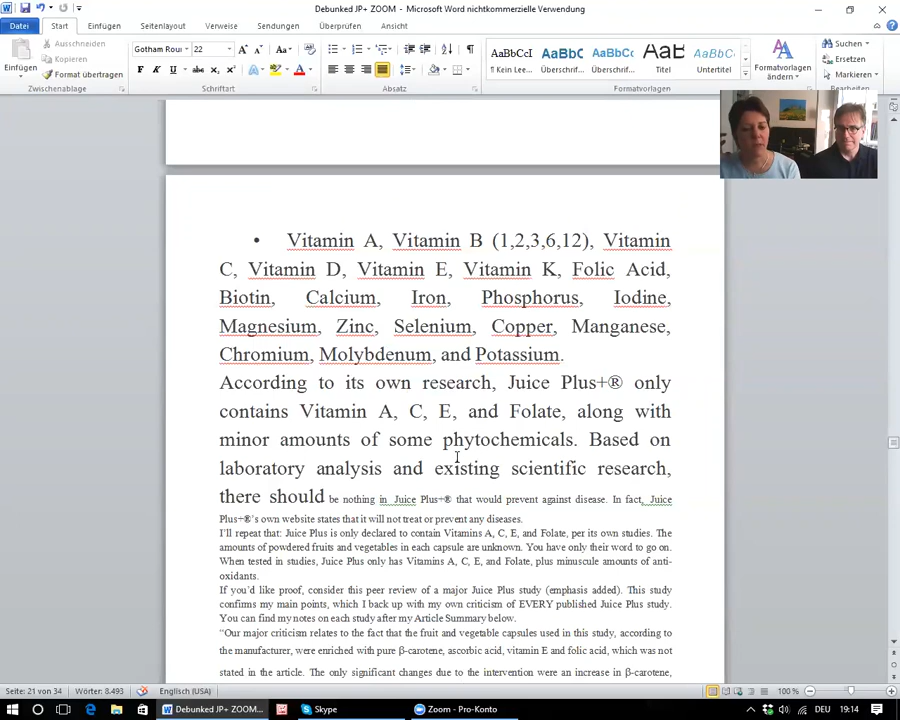 Debunked JP+ ZOOM - Microsoft Word nichtkommerzielle Verwendung
Datei Start Einfügen Seitenlayout Verweise Sendungen Überprüfen Ansicht
Einfügen
Ausschneiden
Kopieren
Format übertragen
Zwischenablage
Gotham Roun 22
Schriftart
Absatz
AaBbCcI AaBbC AaBbCc AaB AaBbCc.
¶ Kein Lee... Überschrif... Überschrif... Titel Untertitel
Formatvorlagen
Formatvorlagen ändern
Suchen
Ersetzen
Markieren
Bearbeiten
• Vitamin A, Vitamin B (1,2,3,6,12), Vitamin
C, Vitamin D, Vitamin E, Vitamin K, Folic Acid,
Biotin, Calcium, Iron, Phosphorus, Iodine,
Magnesium, Zinc, Selenium, Copper, Manganese,
Chromium, Molybdenum, and Potassium.
According to its own research, Juice Plus+® only
contains Vitamin A, C, E, and Folate, along with
minor amounts of some phytochemicals. Based on
laboratory analysis and existing scientific research,
there should be nothing in Juice Plus+® that would prevent against disease. In fact, Juice
Plus+®'s own website states that it will not treat or prevent any diseases.
I'll repeat that: Juice Plus is only declared to contain Vitamins A, C, E, and Folate, per its own studies. The
amounts of powdered fruits and vegetables in each capsule are unknown. You have only their word to go on.
When tested in studies, Juice Plus only has Vitamins A, C, E, and Folate, plus minuscule amounts of anti-
oxidants.
If you'd like proof, consider this peer review of a major Juice Plus study (emphasis added). This study
confirms my main points, which I back up with my own criticism of EVERY published Juice Plus study.
You can find my notes on each study after my Article Summary below.
"Our major criticism relates to the fact that the fruit and vegetable capsules used in this study, according to
the manufacturer, were enriched with pure β-carotene, ascorbic acid, vitamin E and folic acid, which was not
stated in the article. The only significant changes due to the intervention were an increase in β-carotene,
Seite: 21 von 34 Wörter: 8.493 Englisch (USA) 100 %
Debunked JP+ ZOOM... Skype Zoom - Pro-Konto DEU 19:14